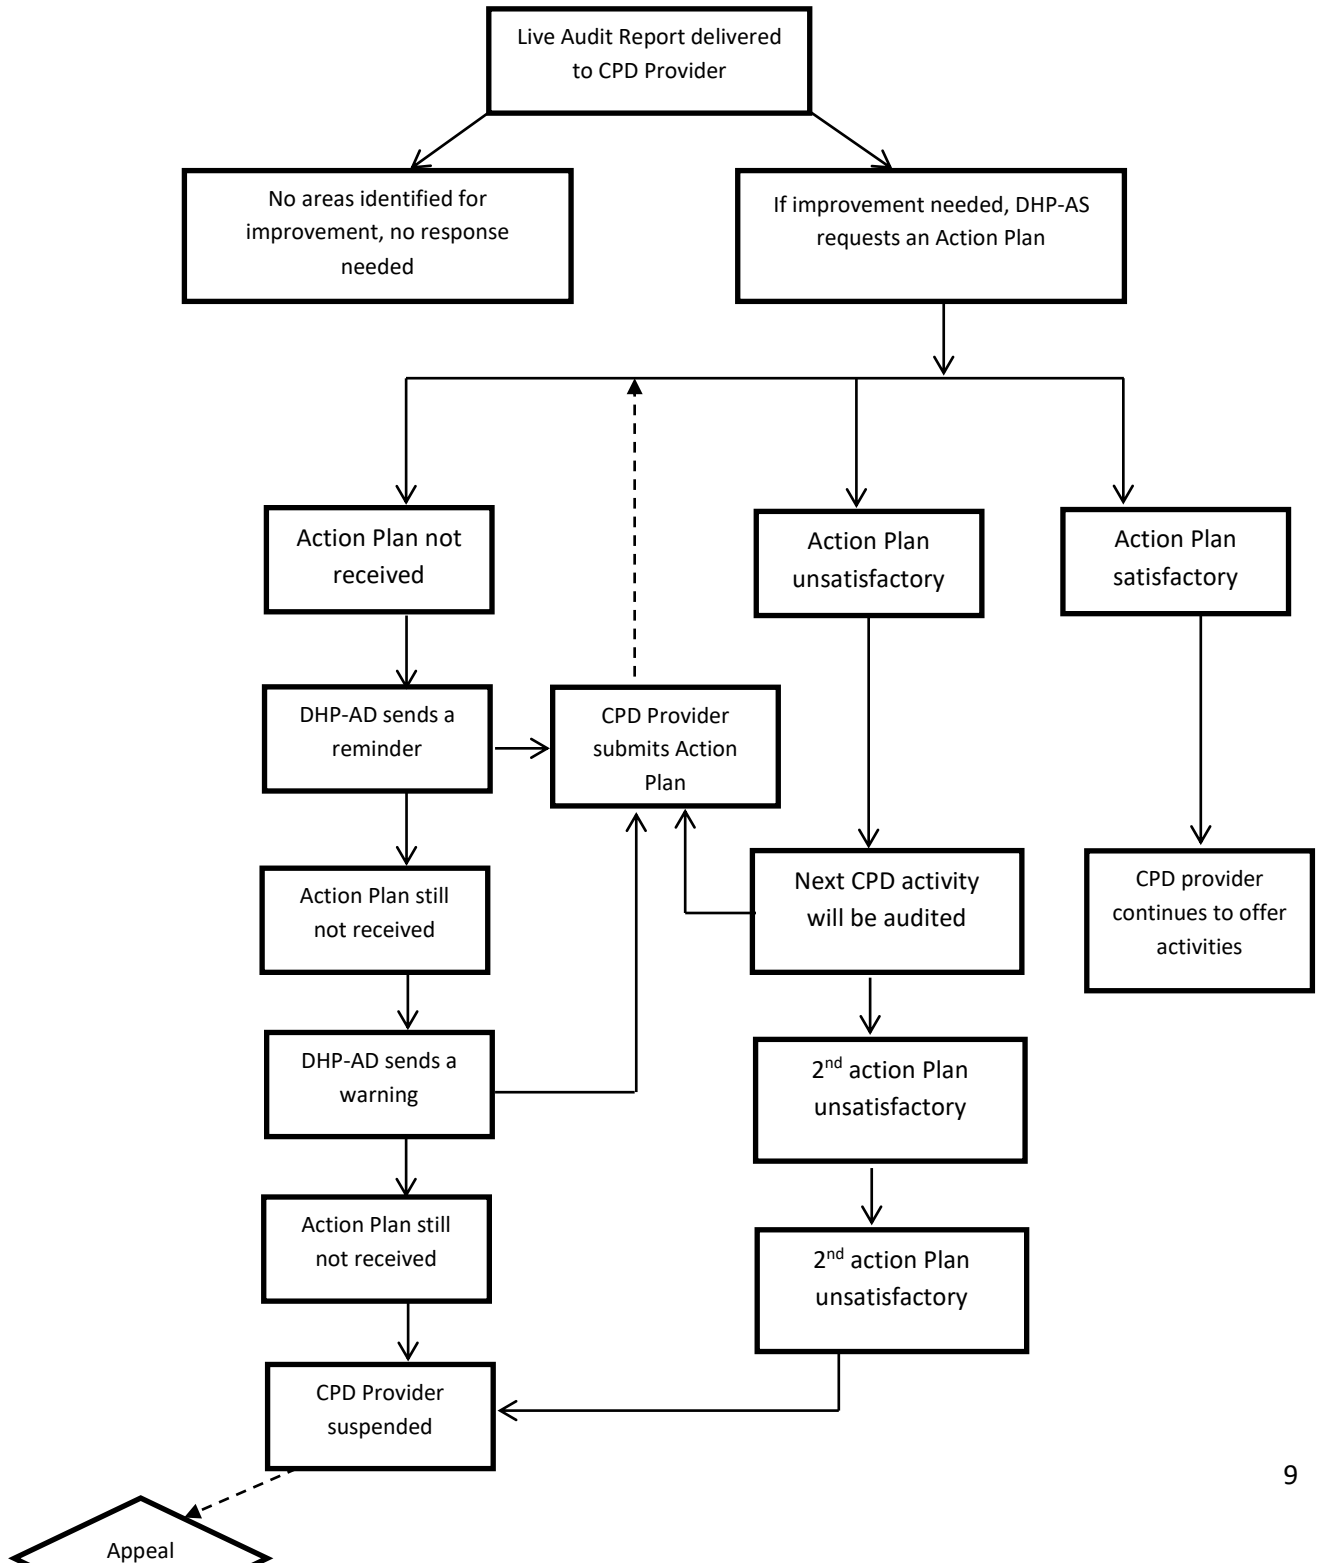 Live Audit Report delivered
to CPD Provider
No areas identified for
improvement, no response
needed
If improvement needed, DHP-AS
requests an Action Plan
Action Plan not
received
Action Plan
unsatisfactory
Action Plan
satisfactory
DHP-AD sends a
reminder
CPD Provider
submits Action
Plan
Action Plan still
not received
Next CPD activity
will be audited
CPD provider
continues to offer
activities
DHP-AD sends a
warning
2nd action Plan
unsatisfactory
Action Plan still
not received
2nd action Plan
unsatisfactory
CPD Provider
suspended
9
Appeal